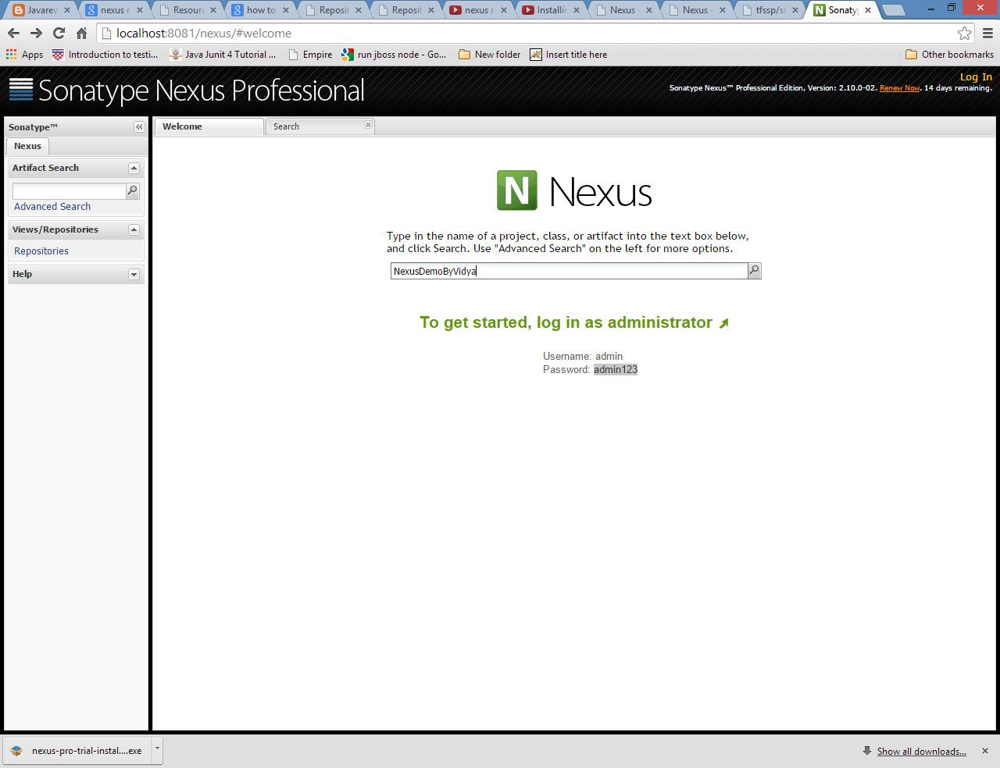 Javarev
nexus r
Resour
how to
Reposit
Reposit
nexus r
Installin
Nexus -
Nexus -
tfssp/si
Sonatyp
localhost:8081/nexus/#welcome
Apps
Introduction to testi...
Java Junit 4 Tutorial ...
Empire
run jboss node - Go...
New folder
Insert title here
Other bookmarks
Sonatype Nexus Professional
Log In
Sonatype Nexus™ Professional Edition, Version: 2.10.0-02. Renew Now. 14 days remaining.
Sonatype™
Welcome
Search
Nexus
Artifact Search
Advanced Search
Views/Repositories
Repositories
Help
N Nexus
Type in the name of a project, class, or artifact into the text box below,
and click Search. Use "Advanced Search" on the left for more options.
NexusDemoByVidya
To get started, log in as administrator
Username: admin
Password: admin123
nexus-pro-trial-instal....exe
Show all downloads...